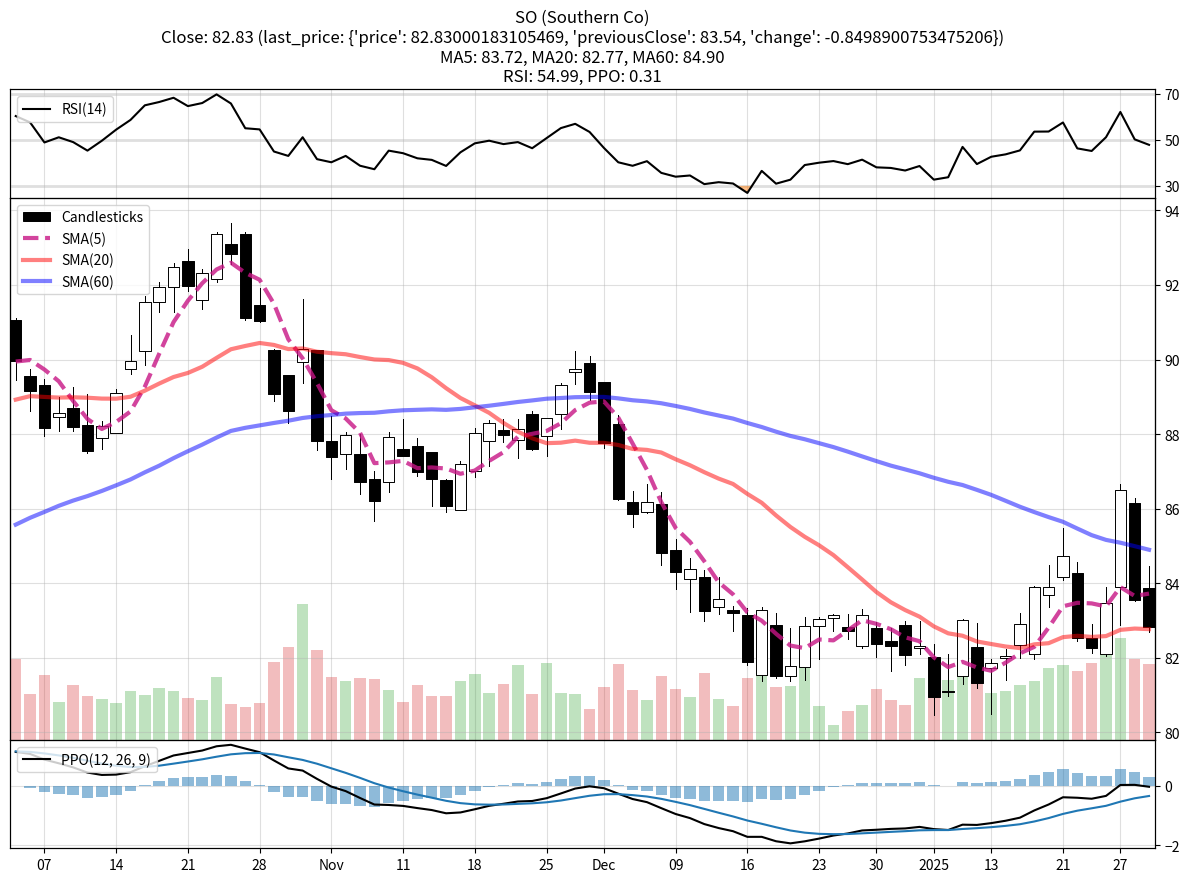 SO (Southern Co)
Close: 82.83 (last_price: {'price': 82.83000183105469, 'previousClose': 83.54, 'change': -0.8498900753475206})
MA5: 83.72, MA20: 82.77, MA60: 84.90
RSI: 54.99, PPO: 0.31
RSI(14)
70
50
30
Candlesticks
SMA(5)
SMA(20)
SMA(60)
94
92
90
88
86
84
82
80
PPO(12, 26, 9)
0
−2
07 14 21 28 Nov 11 18 25 Dec 09 16 23 30 2025 13 21 27